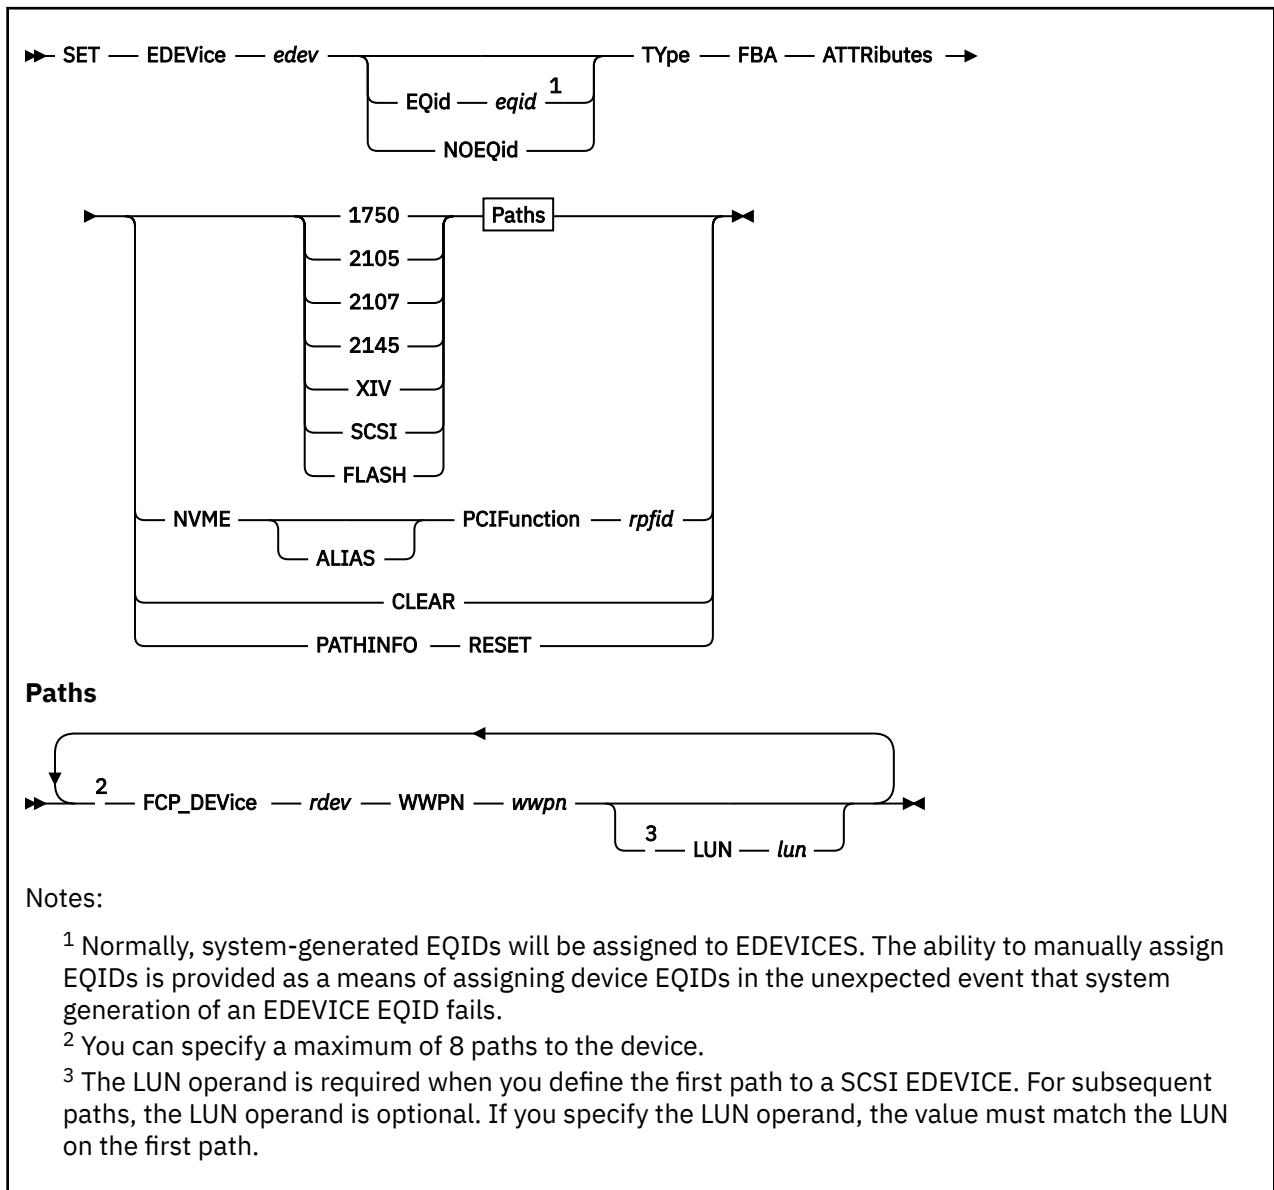 SET EDEVice edev TYpe FBA ATTRibutes
EQid eqid 1
NOEQid
1750 Paths
2105
2107
2145
XIV
SCSI
FLASH
NVME PCIFunction rpfid
ALIAS
CLEAR
PATHINFO RESET
Paths
2 FCP_DEVice rdev WWPN wwpn
3 LUN lun
Notes:
1 Normally, system-generated EQIDs will be assigned to EDEVICES. The ability to manually assign
EQIDs is provided as a means of assigning device EQIDs in the unexpected event that system
generation of an EDEVICE EQID fails.
2 You can specify a maximum of 8 paths to the device.
3 The LUN operand is required when you define the first path to a SCSI EDEVICE. For subsequent
paths, the LUN operand is optional. If you specify the LUN operand, the value must match the LUN
on the first path.